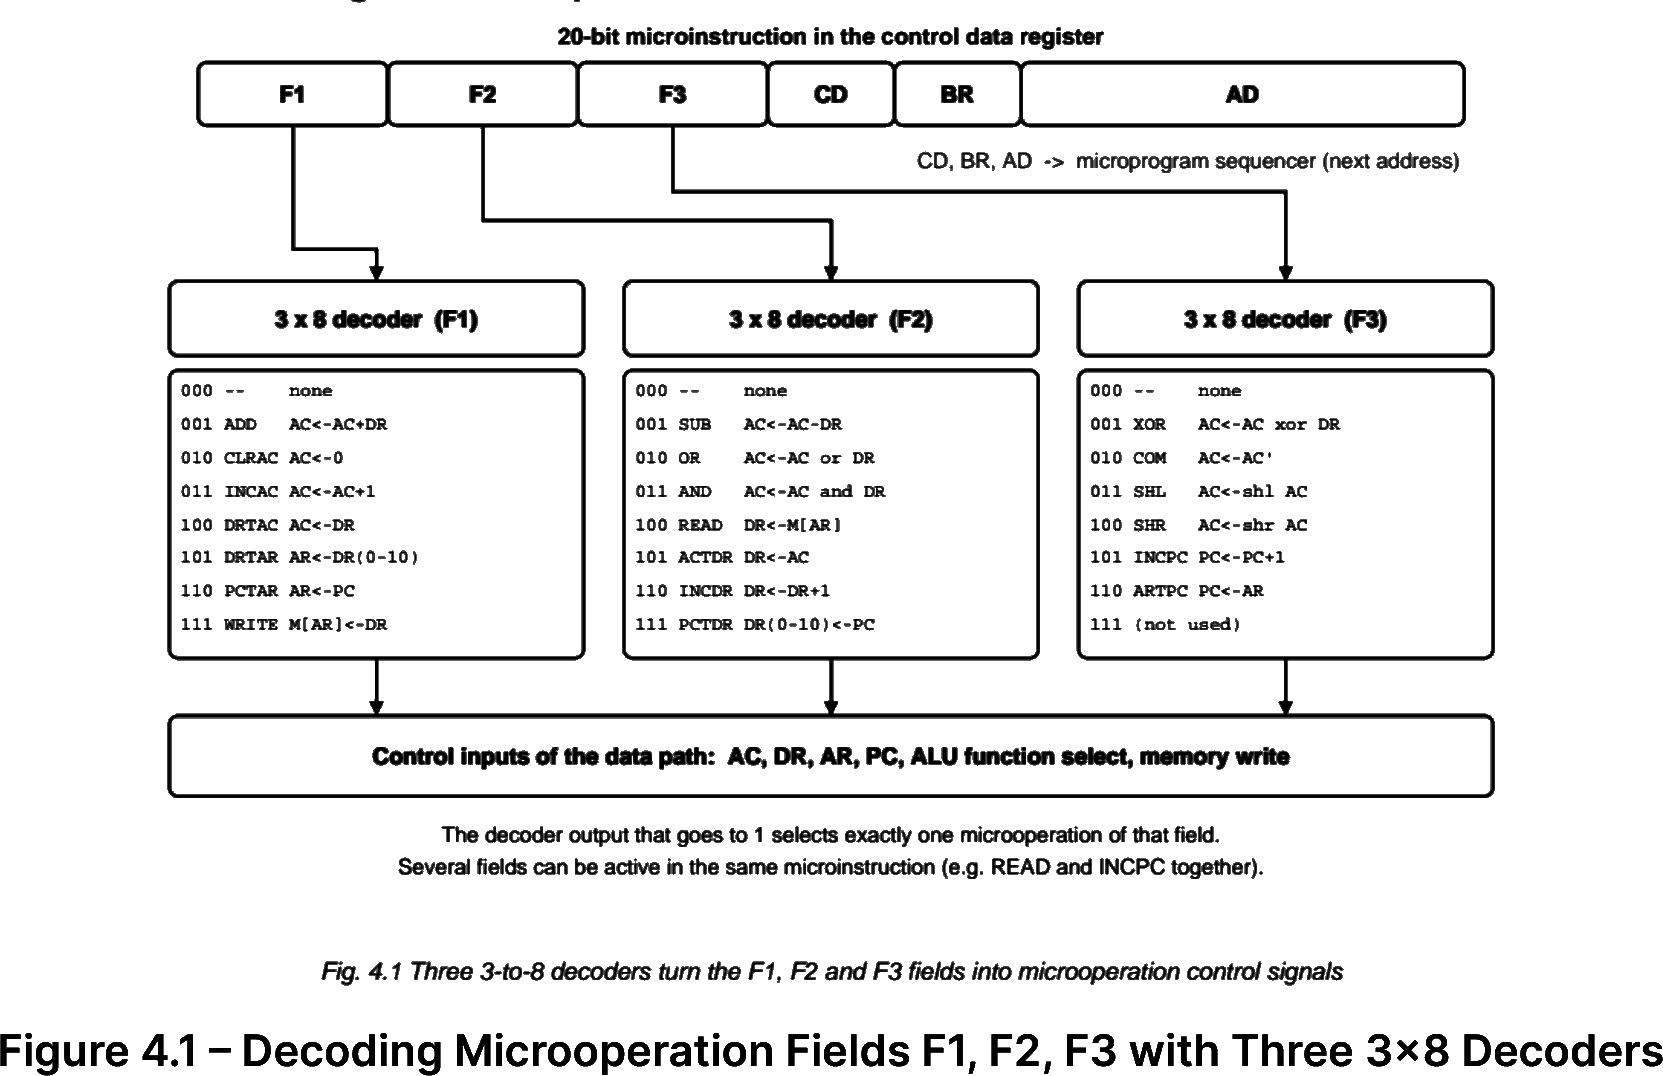 20-bit microinstruction in the control data register
F1 F2 F3 CD BR AD
CD, BR, AD -> microprogram sequencer (next address)
3 x 8 decoder (F1)
000 -- none
001 ADD AC<-AC+DR
010 CLRAC AC<-0
011 INCAC AC<-AC+1
100 DRTAC AC<-DR
101 DRTAR AR<-DR(0-10)
110 PCTAR AR<-PC
111 WRITE M[AR]<-DR
3 x 8 decoder (F2)
000 -- none
001 SUB AC<-AC-DR
010 OR AC<-AC or DR
011 AND AC<-AC and DR
100 READ DR<-M[AR]
101 ACTDR DR<-AC
110 INCDR DR<-DR+1
111 PCTDR DR(0-10)<-PC
3 x 8 decoder (F3)
000 -- none
001 XOR AC<-AC xor DR
010 COM AC<-AC'
011 SHL AC<-shl AC
100 SHR AC<-shr AC
101 INCPC PC<-PC+1
110 ARTPC PC<-AR
111 (not used)
Control inputs of the data path: AC, DR, AR, PC, ALU function select, memory write
The decoder output that goes to 1 selects exactly one microoperation of that field.
Several fields can be active in the same microinstruction (e.g. READ and INCPC together).
Fig. 4.1 Three 3-to-8 decoders turn the F1, F2 and F3 fields into microoperation control signals
Figure 4.1 – Decoding Microoperation Fields F1, F2, F3 with Three 3×8 Decoders